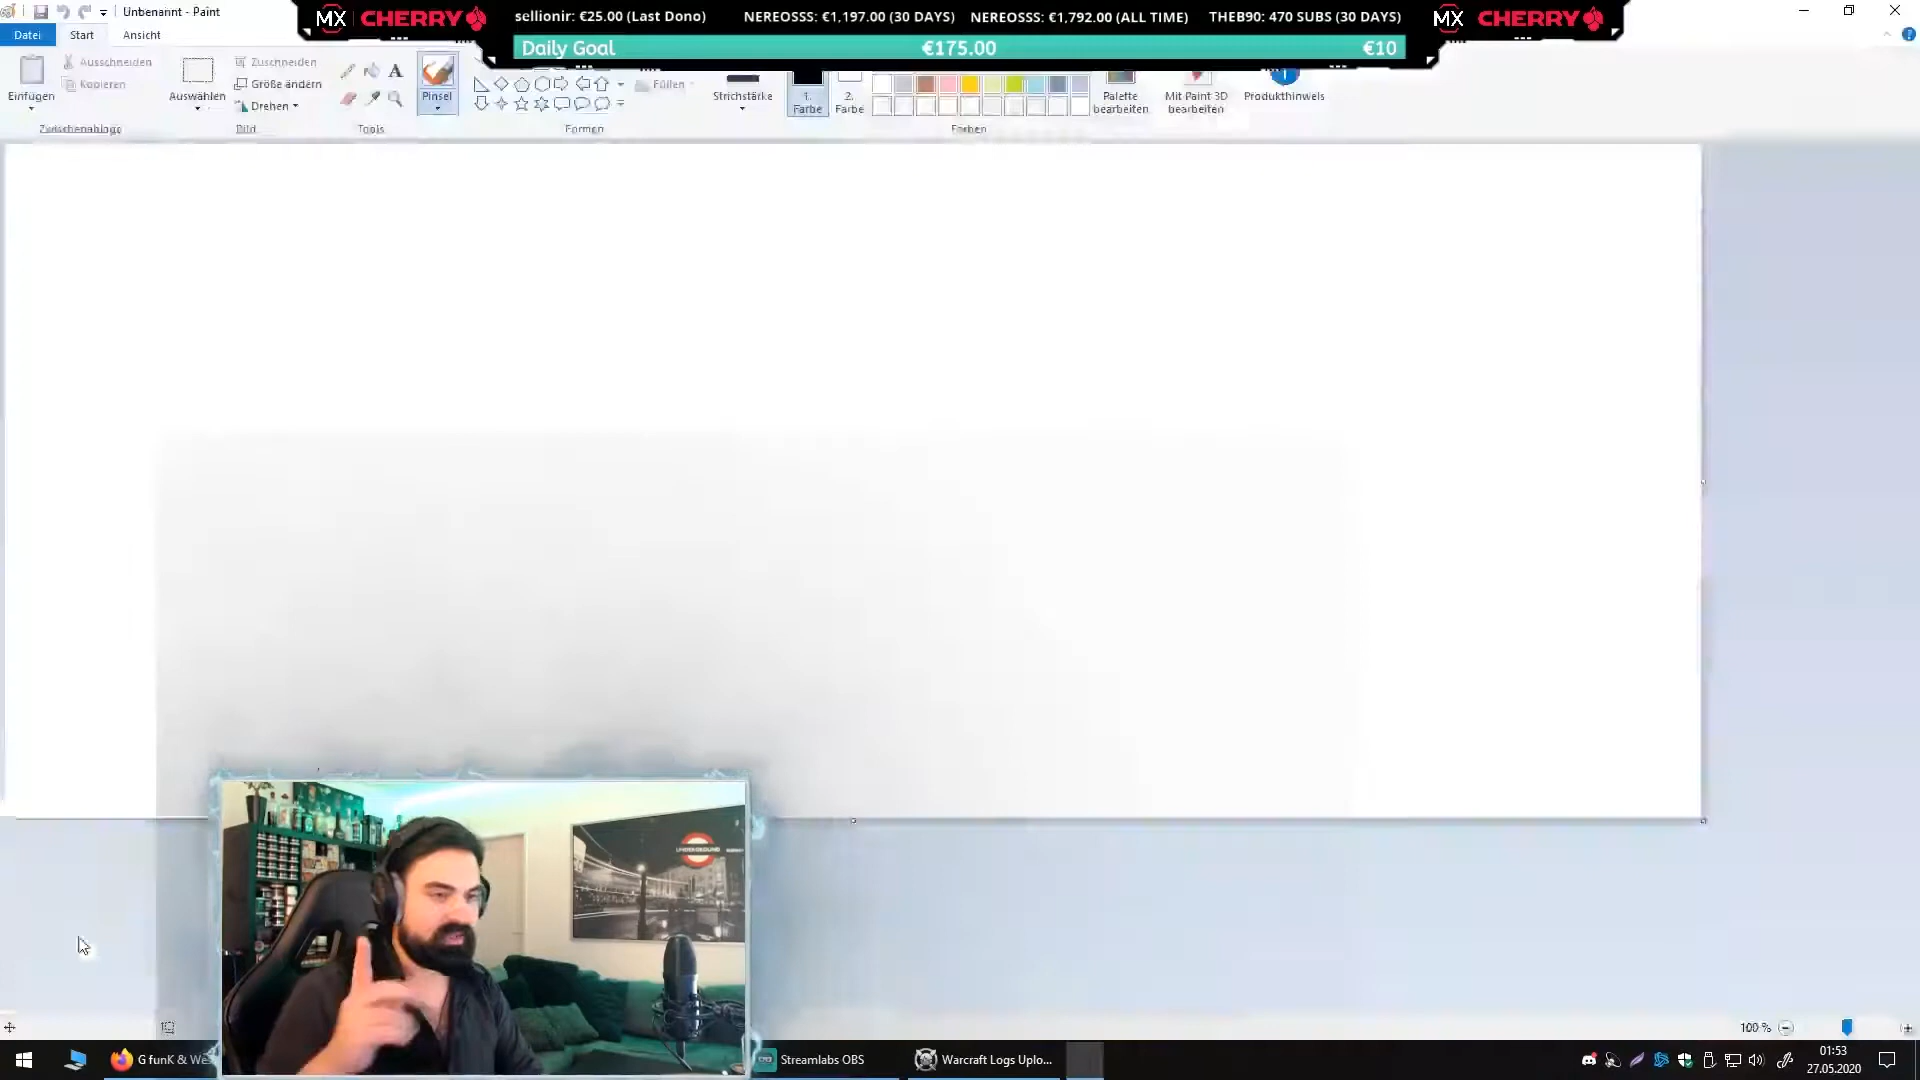 Unbenannt - Paint
MX CHERRY
sellionir: €25.00 (Last Dono)
NEREOSSS: €1,197.00 (30 DAYS)
NEREOSSS: €1,792.00 (ALL TIME)
THEB90: 470 SUBS (30 DAYS)
MX CHERRY
Datei
Start
Ansicht
Daily Goal
€175.00
€10
Einfügen
Ausschneiden
Kopieren
Auswählen
Zuschneiden
Größe ändern
Drehen
A
Pinsel
Füllen
Strichstärke
1. Farbe
2. Farbe
Palette bearbeiten
Mit Paint 3D bearbeiten
Produkthinweis
Zwischenablage
Bild
Tools
Formen
Farben
UNDERGROUND
100 %
G funK & We
Streamlabs OBS
Warcraft Logs Uplo...
01:53
27.05.2020